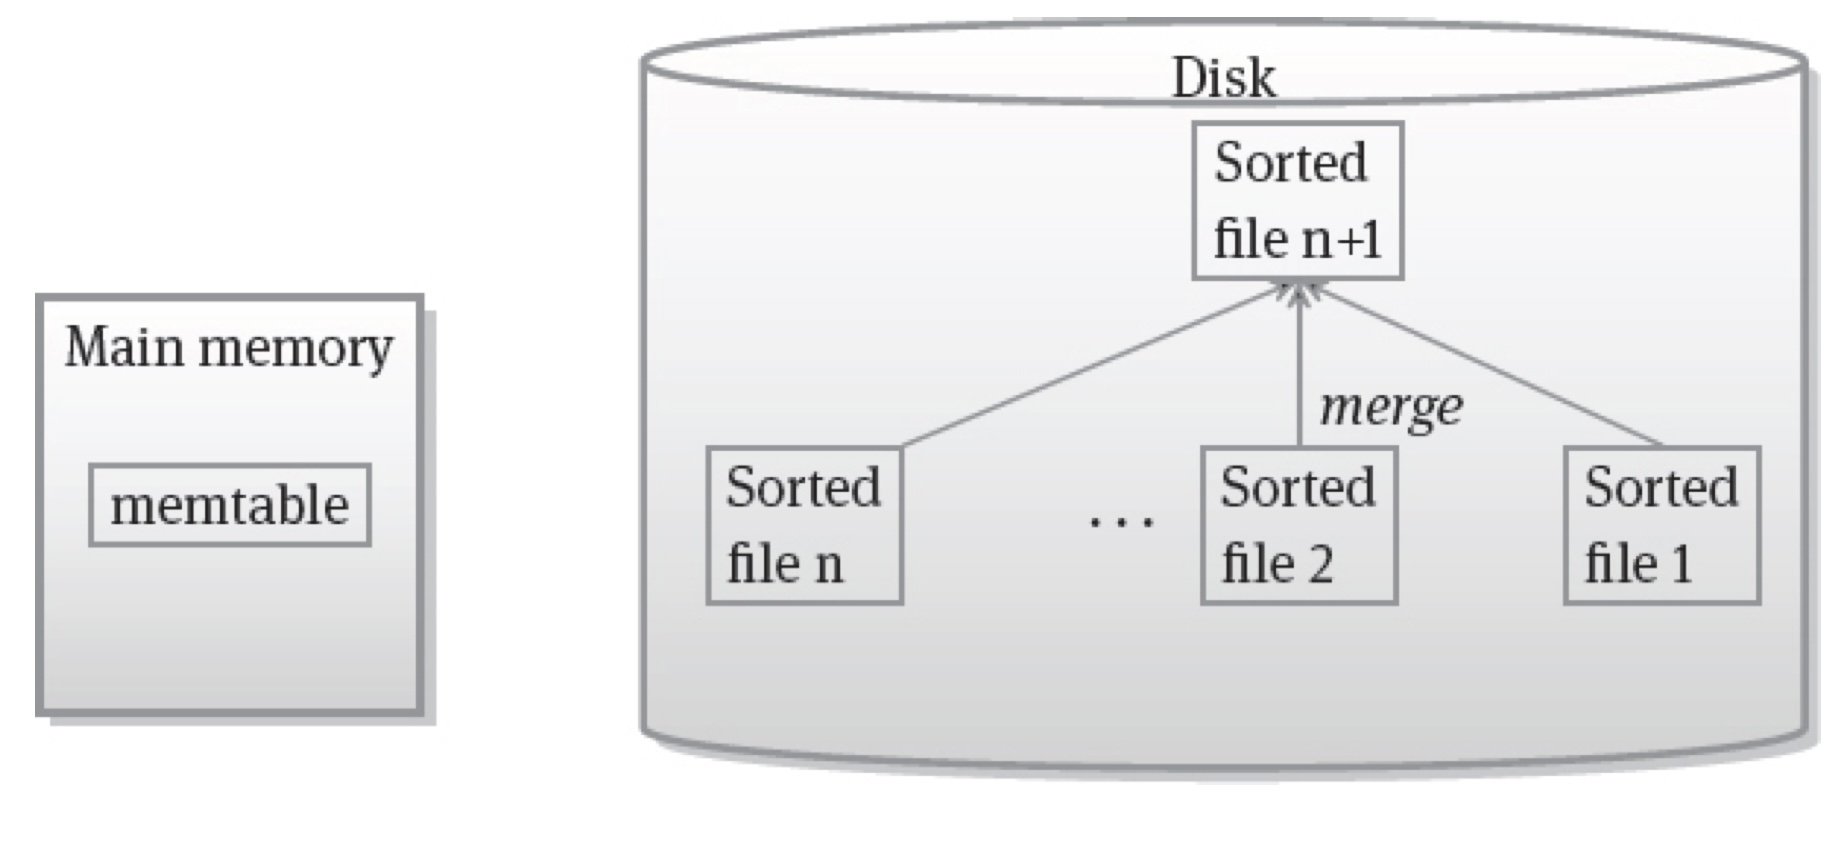 Disk
Sorted
file n+1
Main memory
merge
memtable
Sorted
file n
...
Sorted
file 2
Sorted
file 1